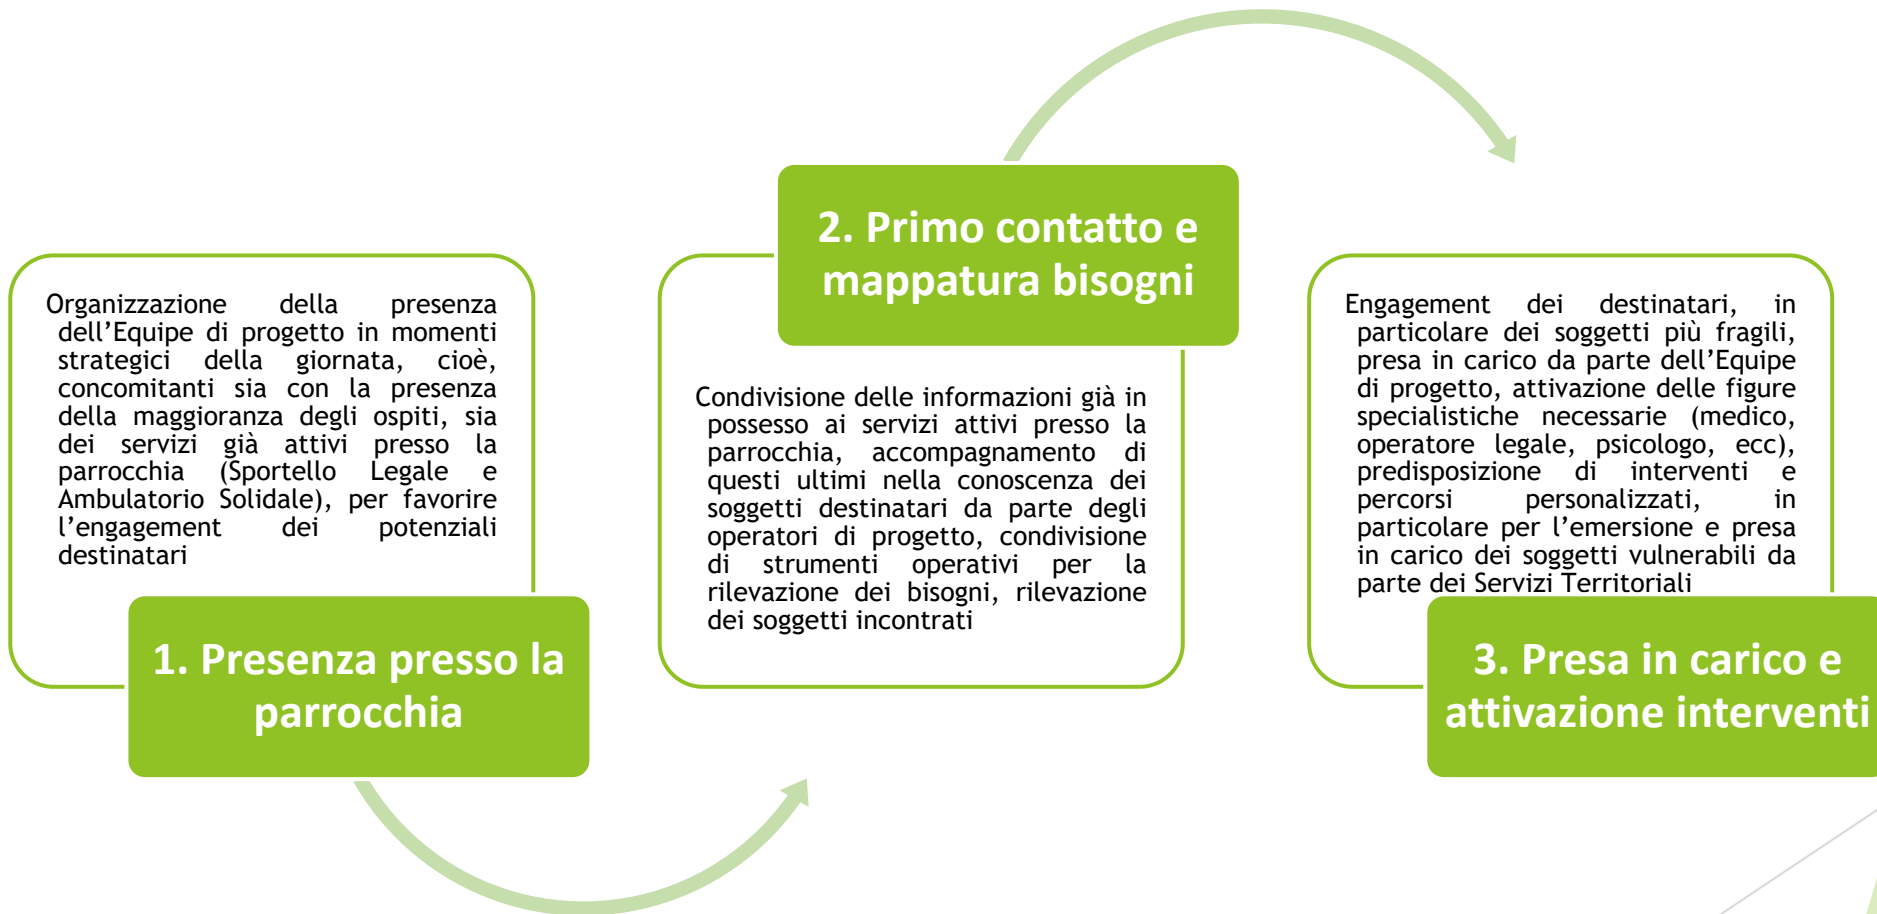 Organizzazione della presenza
dell’Equipe di progetto in momenti
strategici della giornata, cioè,
concomitanti sia con la presenza
della maggioranza degli ospiti, sia
dei servizi già attivi presso la
parrocchia (Sportello Legale e
Ambulatorio Solidale), per favorire
l’engagement dei potenziali
destinatari
1. Presenza presso la
parrocchia
2. Primo contatto e
mappatura bisogni
Condivisione delle informazioni già in
possesso ai servizi attivi presso la
parrocchia, accompagnamento di
questi ultimi nella conoscenza dei
soggetti destinatari da parte degli
operatori di progetto, condivisione
di strumenti operativi per la
rilevazione dei bisogni, rilevazione
dei soggetti incontrati
Engagement dei destinatari, in
particolare dei soggetti più fragili,
presa in carico da parte dell’Equipe
di progetto, attivazione delle figure
specialistiche necessarie (medico,
operatore legale, psicologo, ecc),
predisposizione di interventi e
percorsi personalizzati, in
particolare per l’emersione e presa
in carico dei soggetti vulnerabili da
parte dei Servizi Territoriali
3. Presa in carico e
attivazione interventi